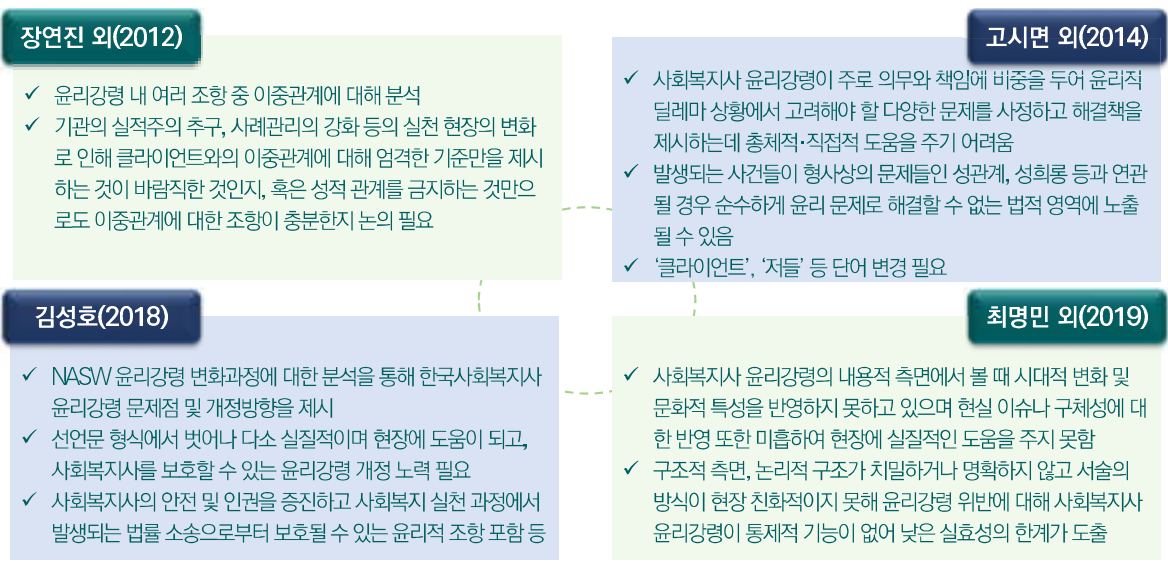 장연진 외(2012)
✓ 윤리강령 내 여러 조항 중 이중관계에 대해 분석
✓ 기관의 실적주의 추구, 사례관리의 강화 등의 실천 현장의 변화
로 인해 클라이언트와의 이중관계에 대해 엄격한 기준만을 제시
하는 것이 바람직한 것인지, 혹은 성적 관계를 금지하는 것만으
로도 이중관계에 대한 조항이 충분한지 논의 필요
고시면 외(2014)
✓ 사회복지사 윤리강령이 주로 의무와 책임에 비중을 두어 윤리적
딜레마 상황에서 고려해야 할 다양한 문제를 사정하고 해결책을
제시하는데 총체적·직접적 도움을 주기 어려움
✓ 발생되는 사건들이 형사상의 문제들인 성관계, 성희롱 등과 연관
될 경우 순수하게 윤리 문제로 해결할 수 없는 법적 영역에 노출
될 수 있음
✓ ‘클라이언트’, ‘저들’ 등 단어 변경 필요
김성호(2018)
✓ NASW 윤리강령 변화과정에 대한 분석을 통해 한국사회복지사
윤리강령 문제점 및 개정방향을 제시
✓ 선언문 형식에서 벗어나 다소 실질적이며 현장에 도움이 되고,
사회복지사를 보호할 수 있는 윤리강령 개정 노력 필요
✓ 사회복지사의 안전 및 인권을 증진하고 사회복지 실천 과정에서
발생되는 법률 소송으로부터 보호될 수 있는 윤리적 조항 포함 등
최명민 외(2019)
✓ 사회복지사 윤리강령의 내용적 측면에서 볼 때 시대적 변화 및
문화적 특성을 반영하지 못하고 있으며 현실 이슈나 구체성에 대
한 반영 또한 미흡하여 현장에 실질적인 도움을 주지 못함
✓ 구조적 측면, 논리적 구조가 치밀하거나 명확하지 않고 서술의
방식이 현장 친화적이지 못해 윤리강령 위반에 대해 사회복지사
윤리강령이 통제적 기능이 없어 낮은 실효성의 한계가 도출